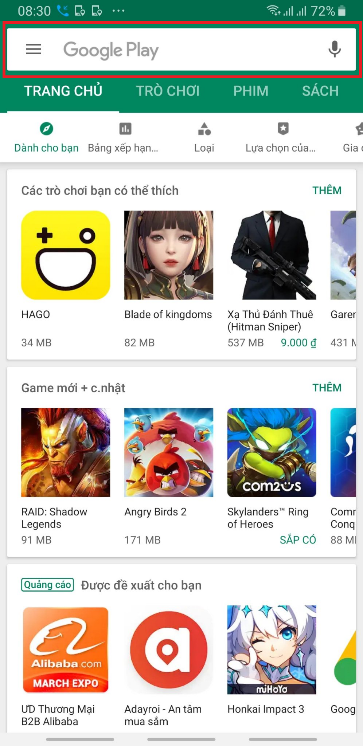 08:30 72%
Google Play
TRANG CHỦ TRÒ CHƠI PHIM SÁCH
Dành cho bạn Bảng xếp hạn... Loại Lựa chọn của... Gia
Các trò chơi bạn có thể thích THÊM
HAGO Blade of kingdoms Xạ Thủ Đánh Thuê Garen
(Hitman Sniper)
34 MB 82 MB 537 MB 9.000 ₫ 431 M
Game mới + c.nhật THÊM
COM2US
RAID: Shadow Angry Birds 2 Skylanders™ Ring Comm
Legends of Heroes Conq
91 MB 171 MB SẮP CÓ 88 MB
Quảng cáo Được đề xuất cho bạn
Alibaba.com
MARCH EXPO
a
miHoYo
ƯD Thương Mại Adayroi - An tâm Honkai Impact 3 Goog
B2B Alibaba mua sắm